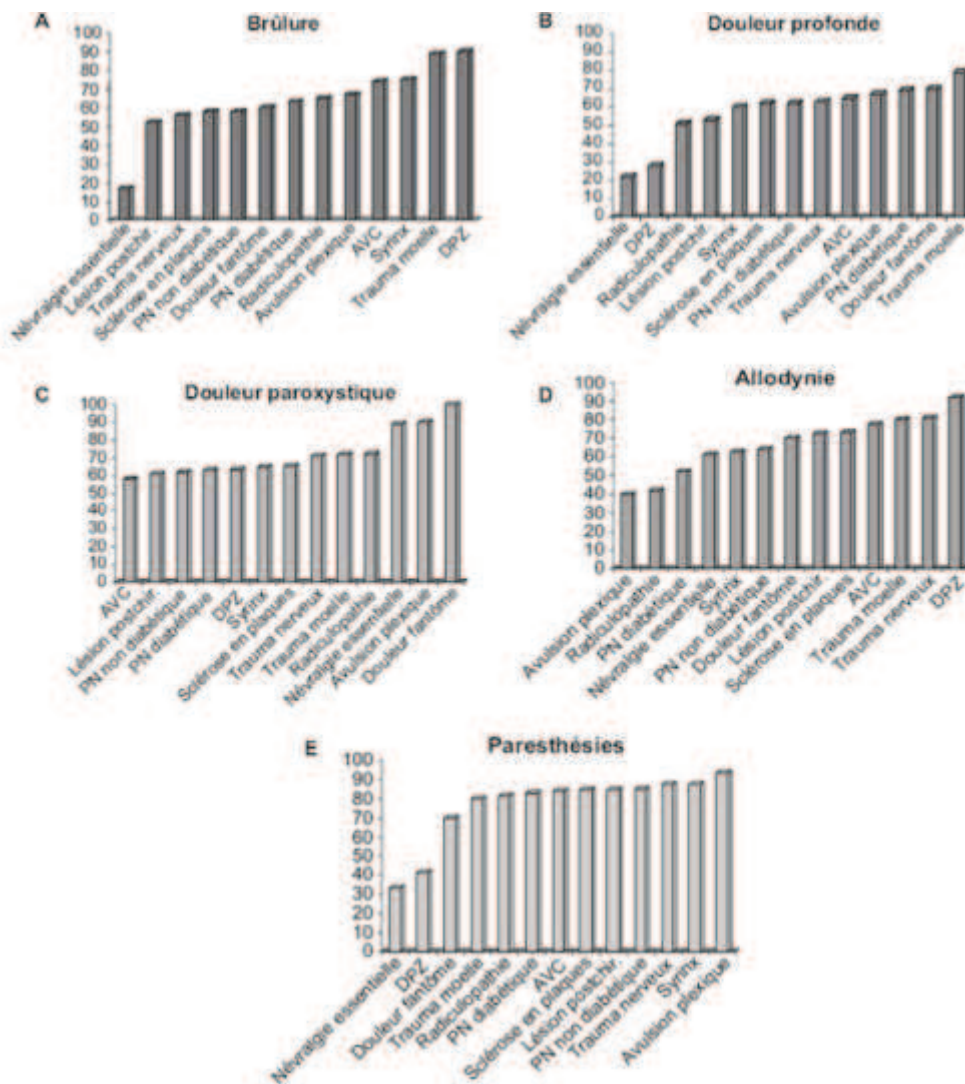 A
Brûlure
100
90
80
70
60
50
40
30
20
10
0
Névralgie essentielle
Lésion postchir.
Trauma nerveux
Sclérose en plaques
PN non diabétique
Douleur fantôme
PN diabétique
Radiculopathie
Avulsion plexique
AVC
Syrinx
Trauma moelle
DPZ
B
Douleur profonde
100
90
80
70
60
50
40
30
20
10
0
Névralgie essentielle
DPZ
Radiculopathie
Lésion postchir.
Syrinx
Sclérose en plaques
PN non diabétique
Trauma nerveux
AVC
Avulsion plexique
PN diabétique
Douleur fantôme
Trauma moelle
C
Douleur paroxystique
100
90
80
70
60
50
40
30
20
10
0
AVC
Lésion postchir.
PN non diabétique
PN diabétique
DPZ
Syrinx
Sclérose en plaques
Trauma nerveux
Trauma moelle
Radiculopathie
Névralgie essentielle
Avulsion plexique
Douleur fantôme
D
Allodynie
100
90
80
70
60
50
40
30
20
10
0
Avulsion plexique
Radiculopathie
PN diabétique
Névralgie essentielle
Syrinx
PN non diabétique
Douleur fantôme
Lésion postchir.
Sclérose en plaques
AVC
Trauma moelle
Trauma nerveux
DPZ
E
Paresthésies
100
90
80
70
60
50
40
30
20
10
0
Névralgie essentielle
DPZ
Douleur fantôme
Trauma moelle
Radiculopathie
PN diabétique
AVC
Sclérose en plaques
Lésion postchir.
PN non diabétique
Trauma nerveux
Syrinx
Avulsion plexique